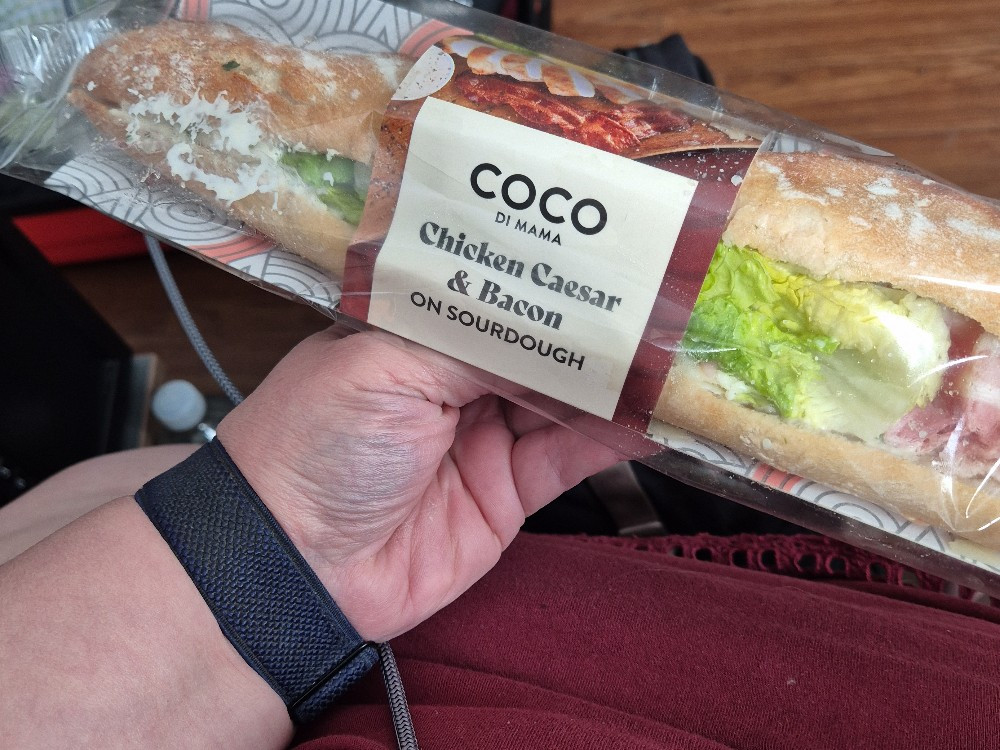 COCO
DI MAMA
Chicken Caesar
& Bacon
ON SOURDOUGH